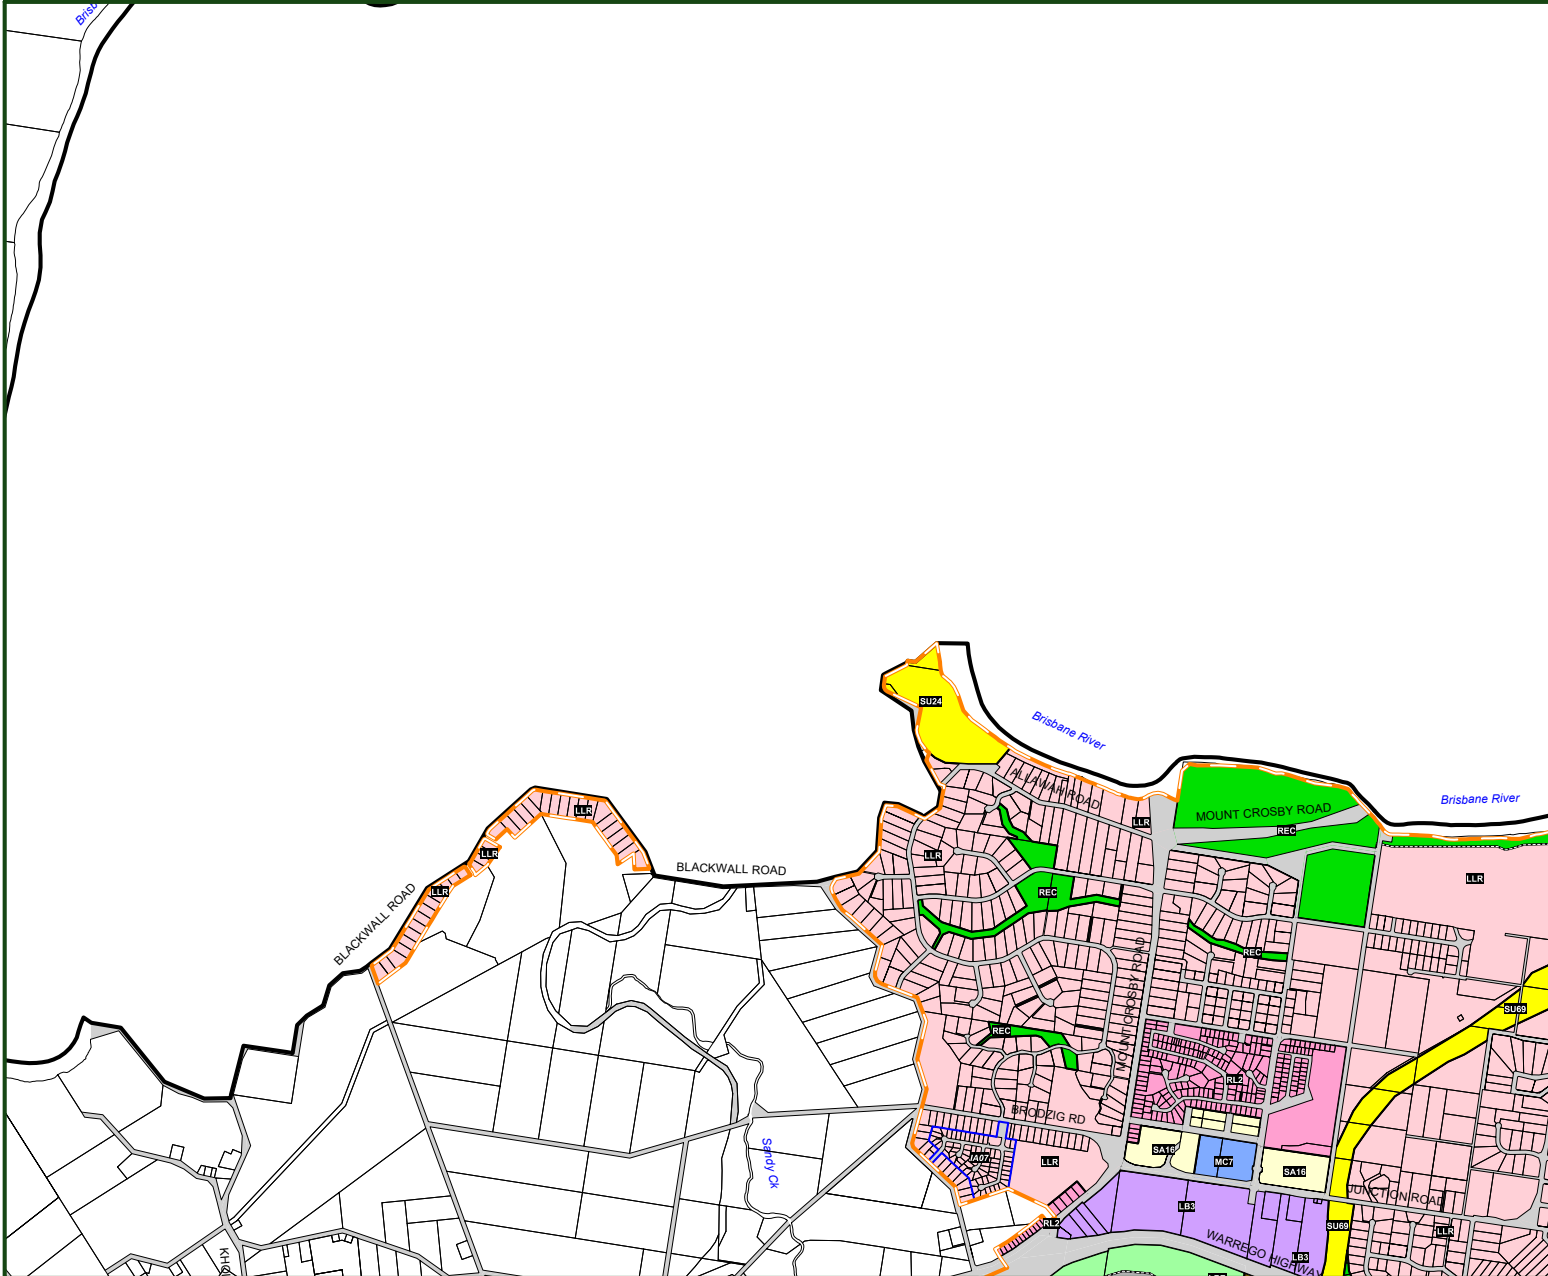 Brisb
SU24
Brisbane River
ALLAWAH ROAD
Brisbane River
LLR
MOUNT CROSBY ROAD
LLR
REC
LLR
LLR
BLACKWALL ROAD
LLR
LLR
REC
BLACKWALL ROAD
REC
MOUNT CROSBY ROAD
SU69
REC
RL2
BRODZIG RD
SA16
IA07
LLR
MC7
SA16
Sandy Ck
JUNCTION ROAD
LB3
RL2
SU69
LLR
WARREGO HIGHWAY
LB3